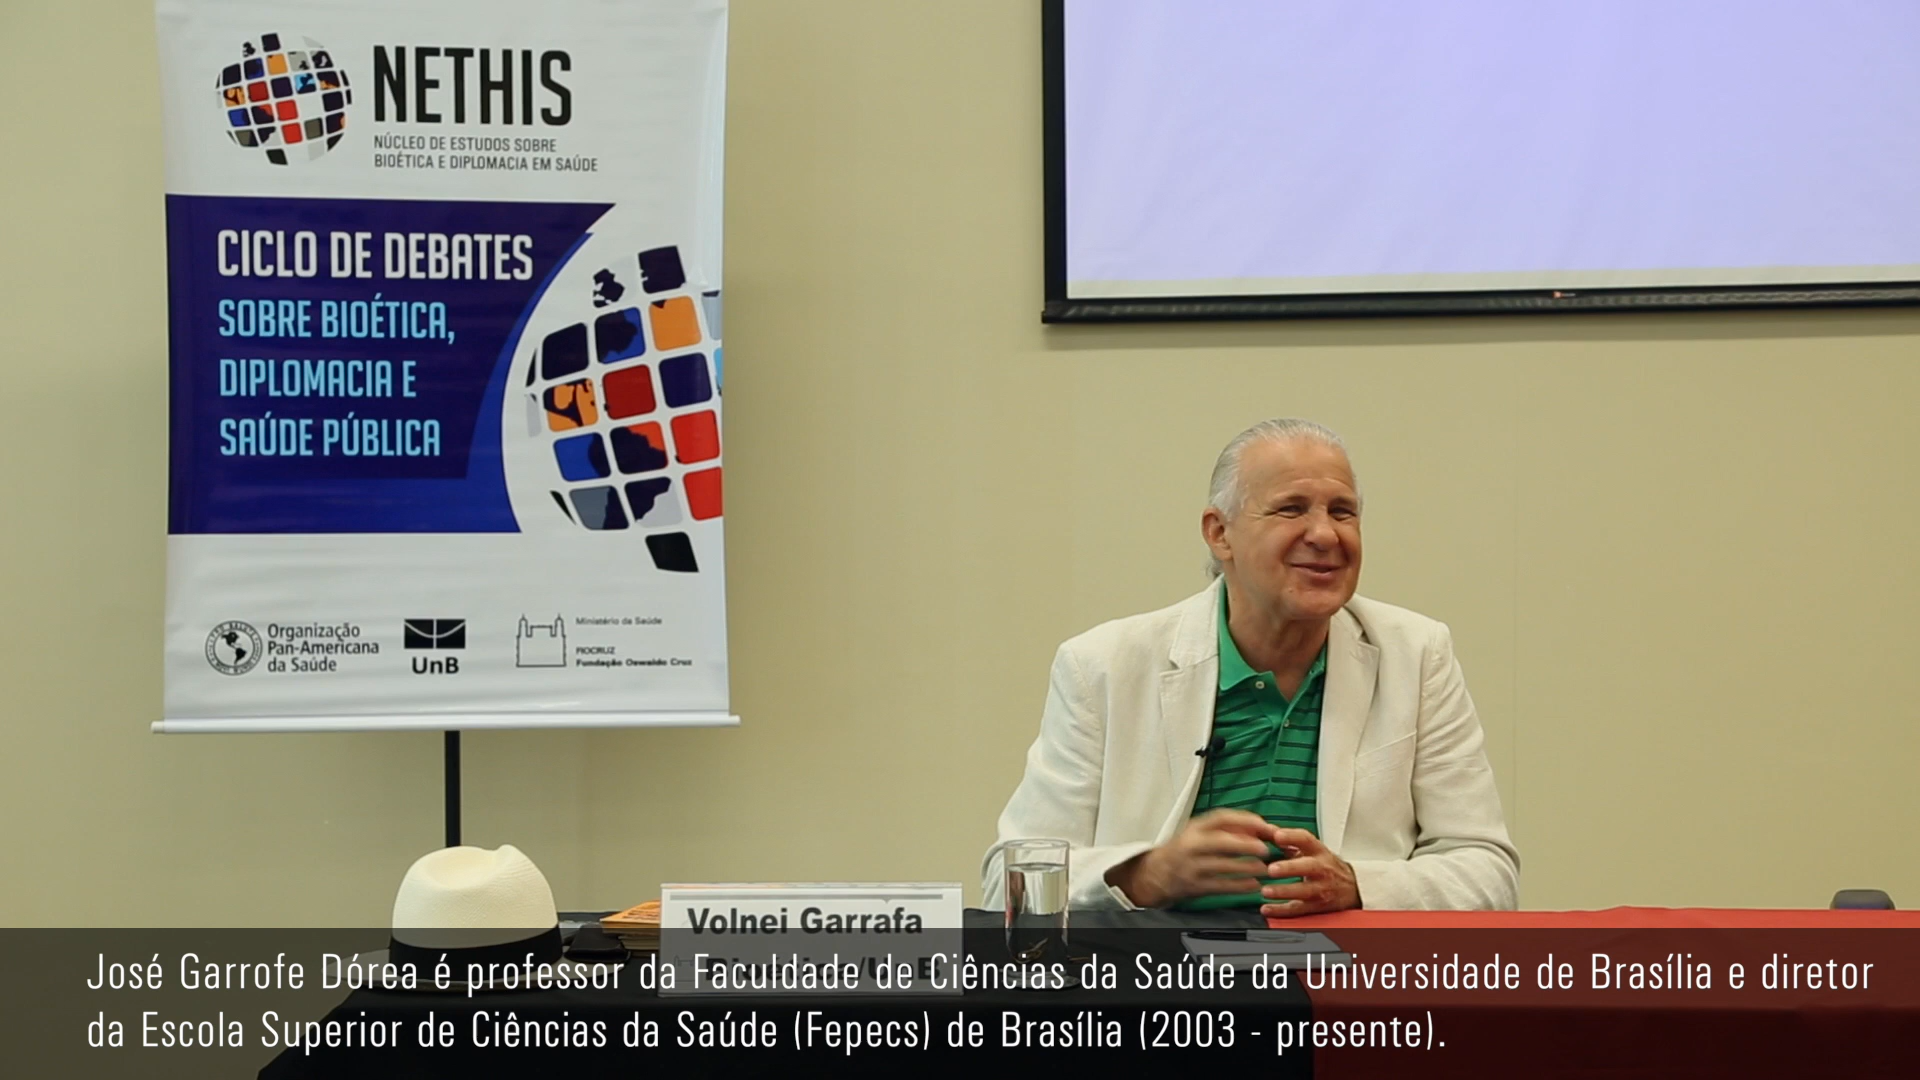 NETHIS
NÚCLEO DE ESTUDOS SOBRE
BIOÉTICA E DIPLOMACIA EM SAÚDE
CICLO DE DEBATES
SOBRE BIOÉTICA,
DIPLOMACIA E
SAÚDE PÚBLICA
Organização
Pan-Americana
da Saúde
UnB
Ministério da Saúde
FIOCRUZ
Fundação Oswaldo Cruz
Volnei Garrafa
Bioética/UnB
José Garrofe Dórea é professor da Faculdade de Ciências da Saúde da Universidade de Brasília e diretor
da Escola Superior de Ciências da Saúde (Fepecs) de Brasília (2003 - presente).